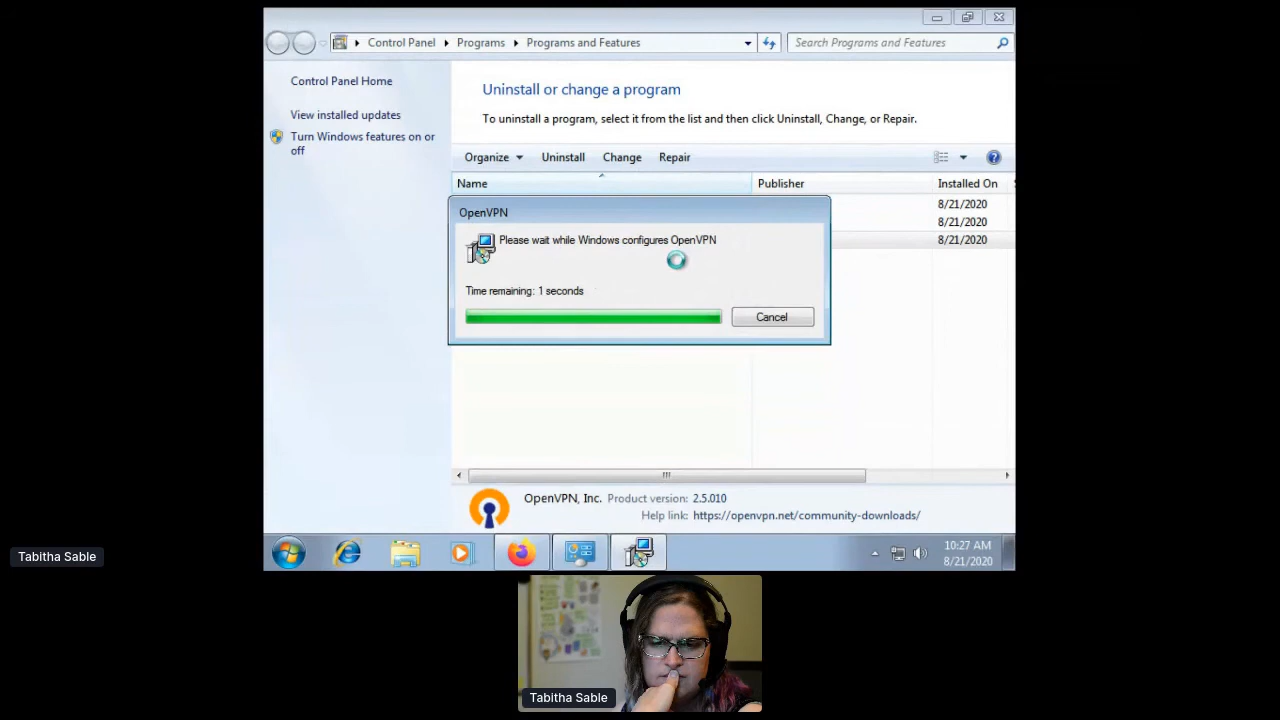 Control Panel
Programs
Programs and Features
Search Programs and Features
Control Panel Home
View installed updates
Turn Windows features on or
off
Uninstall or change a program
To uninstall a program, select it from the list and then click Uninstall, Change, or Repair.
Organize
Uninstall
Change
Repair
Name
Publisher
Installed On
8/21/2020
8/21/2020
8/21/2020
OpenVPN
Please wait while Windows configures OpenVPN
Time remaining: 1 seconds
Cancel
OpenVPN, Inc. Product version: 2.5.010
Help link: https://openvpn.net/community-downloads/
10:27 AM
8/21/2020
Tabitha Sable
Tabitha Sable